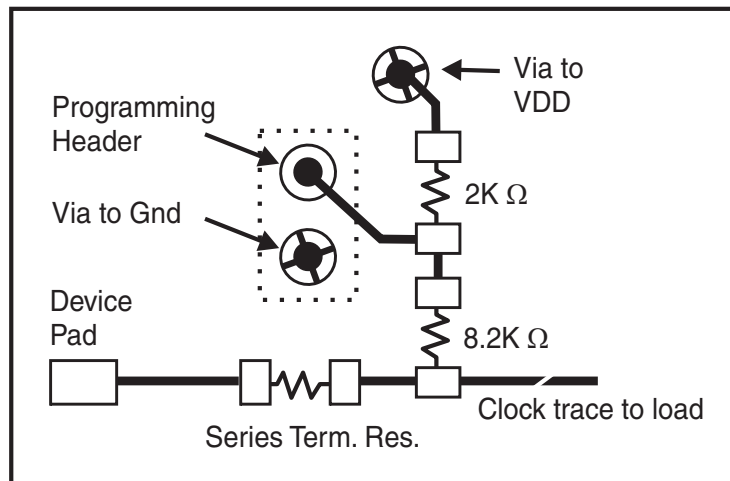 Via to
VDD
Programming
Header
2K Ω
Via to Gnd
Device
Pad
8.2K Ω
Clock trace to load
Series Term. Res.